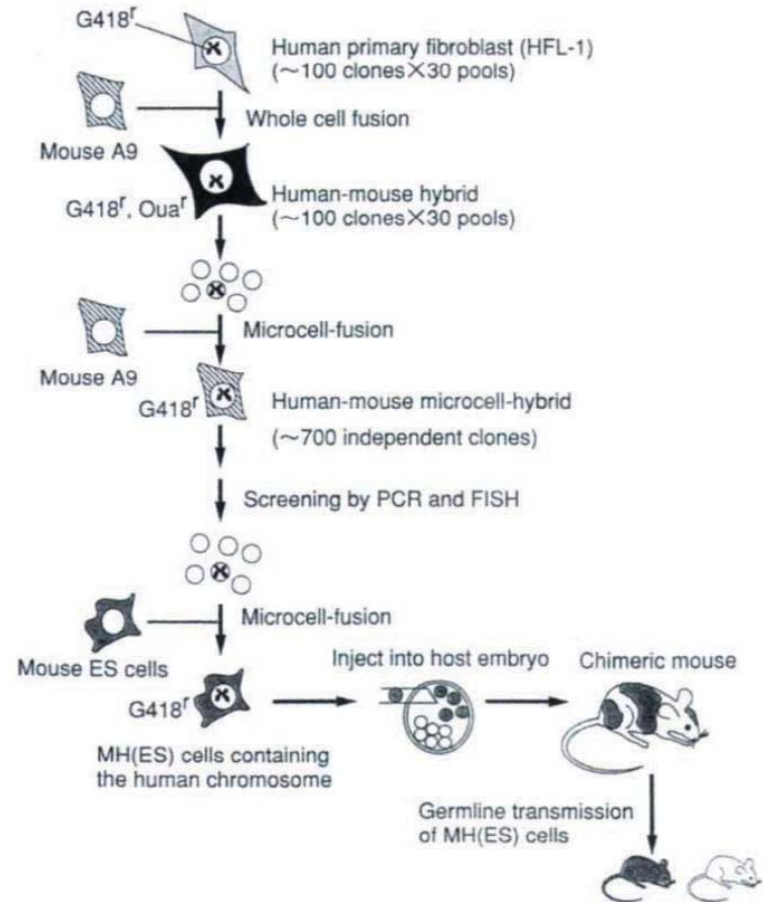 G418ʳ
Human primary fibroblast (HFL-1)
(~100 clones×30 pools)
Mouse A9
Whole cell fusion
G418ʳ, Ouaʳ
Human-mouse hybrid
(~100 clones×30 pools)
Microcell-fusion
Mouse A9
G418ʳ
Human-mouse microcell-hybrid
(~700 independent clones)
Screening by PCR and FISH
Microcell-fusion
Mouse ES cells
Inject into host embryo
Chimeric mouse
G418ʳ
MH(ES) cells containing
the human chromosome
Germline transmission
of MH(ES) cells